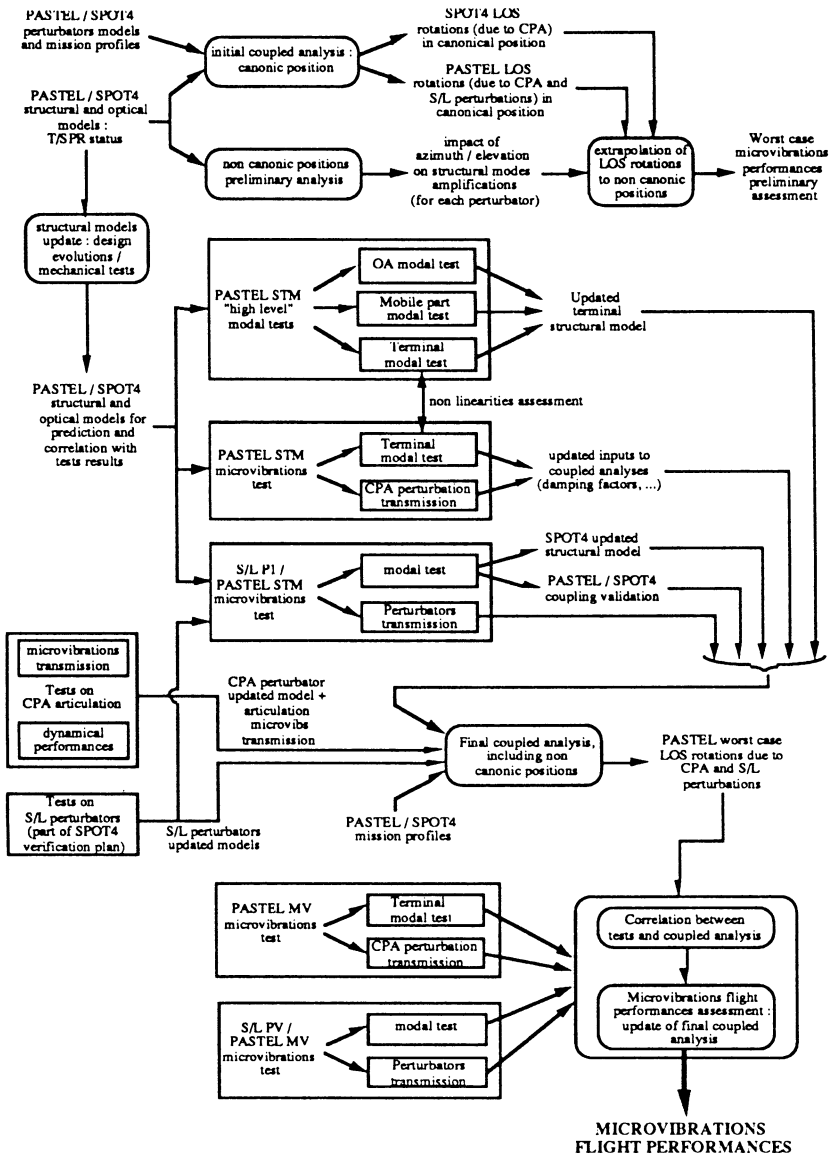 PASTEL / SPOT4
perturbators models
and mission profiles
initial coupled analysis :
canonic position
SPOT4 LOS
rotations (due to CPA)
in canonical position
PASTEL LOS
rotations (due to CPA and
S/L perturbations) in
canonical position
PASTEL / SPOT4
structural and optical
models :
T/SPR status
non canonic positions
preliminary analysis
impact of
azimuth / elevation
on structural modes
amplifications
(for each perturbator)
extrapolation of
LOS rotations
to non canonic
positions
Worst case
microvibrations
performances
preliminary
assessment
structural models
update : design
evolutions /
mechanical tests
PASTEL STM
"high level"
modal tests
OA modal test
Mobile part
modal test
Terminal
modal test
Updated
terminal
structural model
PASTEL / SPOT4
structural and
optical models for
prediction and
correlation with
tests results
non linearities assessment
PASTEL STM
microvibrations
test
Terminal
modal test
CPA perturbation
transmission
updated inputs to
coupled analyses
(damping factors, ...)
S/L P1 /
PASTEL STM
microvibrations
test
modal test
Perturbators
transmission
SPOT4 updated
structural model
PASTEL / SPOT4
coupling validation
microvibrations
transmission
Tests on
CPA articulation
dynamical
performances
CPA perturbator
updated model +
articulation
microvibs
transmission
Final coupled analysis,
including non
canonic positions
PASTEL worst case
LOS rotations due to
CPA and S/L
perturbations
Tests on
S/L perturbators
(part of SPOT4
verification plan)
S/L perturbators
updated models
PASTEL / SPOT4
mission profiles
PASTEL MV
microvibrations
test
Terminal
modal test
CPA perturbation
transmission
Correlation between
tests and coupled analysis
S/L PV /
PASTEL MV
microvibrations
test
modal test
Perturbators
transmission
Microvibrations flight
performances assessment :
update of final coupled
analysis
MICROVIBRATIONS
FLIGHT PERFORMANCES